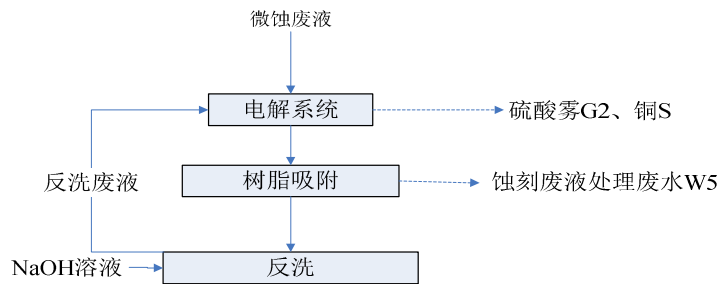 微蚀废液
电解系统
硫酸雾G2、铜S
反洗废液
树脂吸附
蚀刻废液处理废水W5
NaOH溶液
反洗